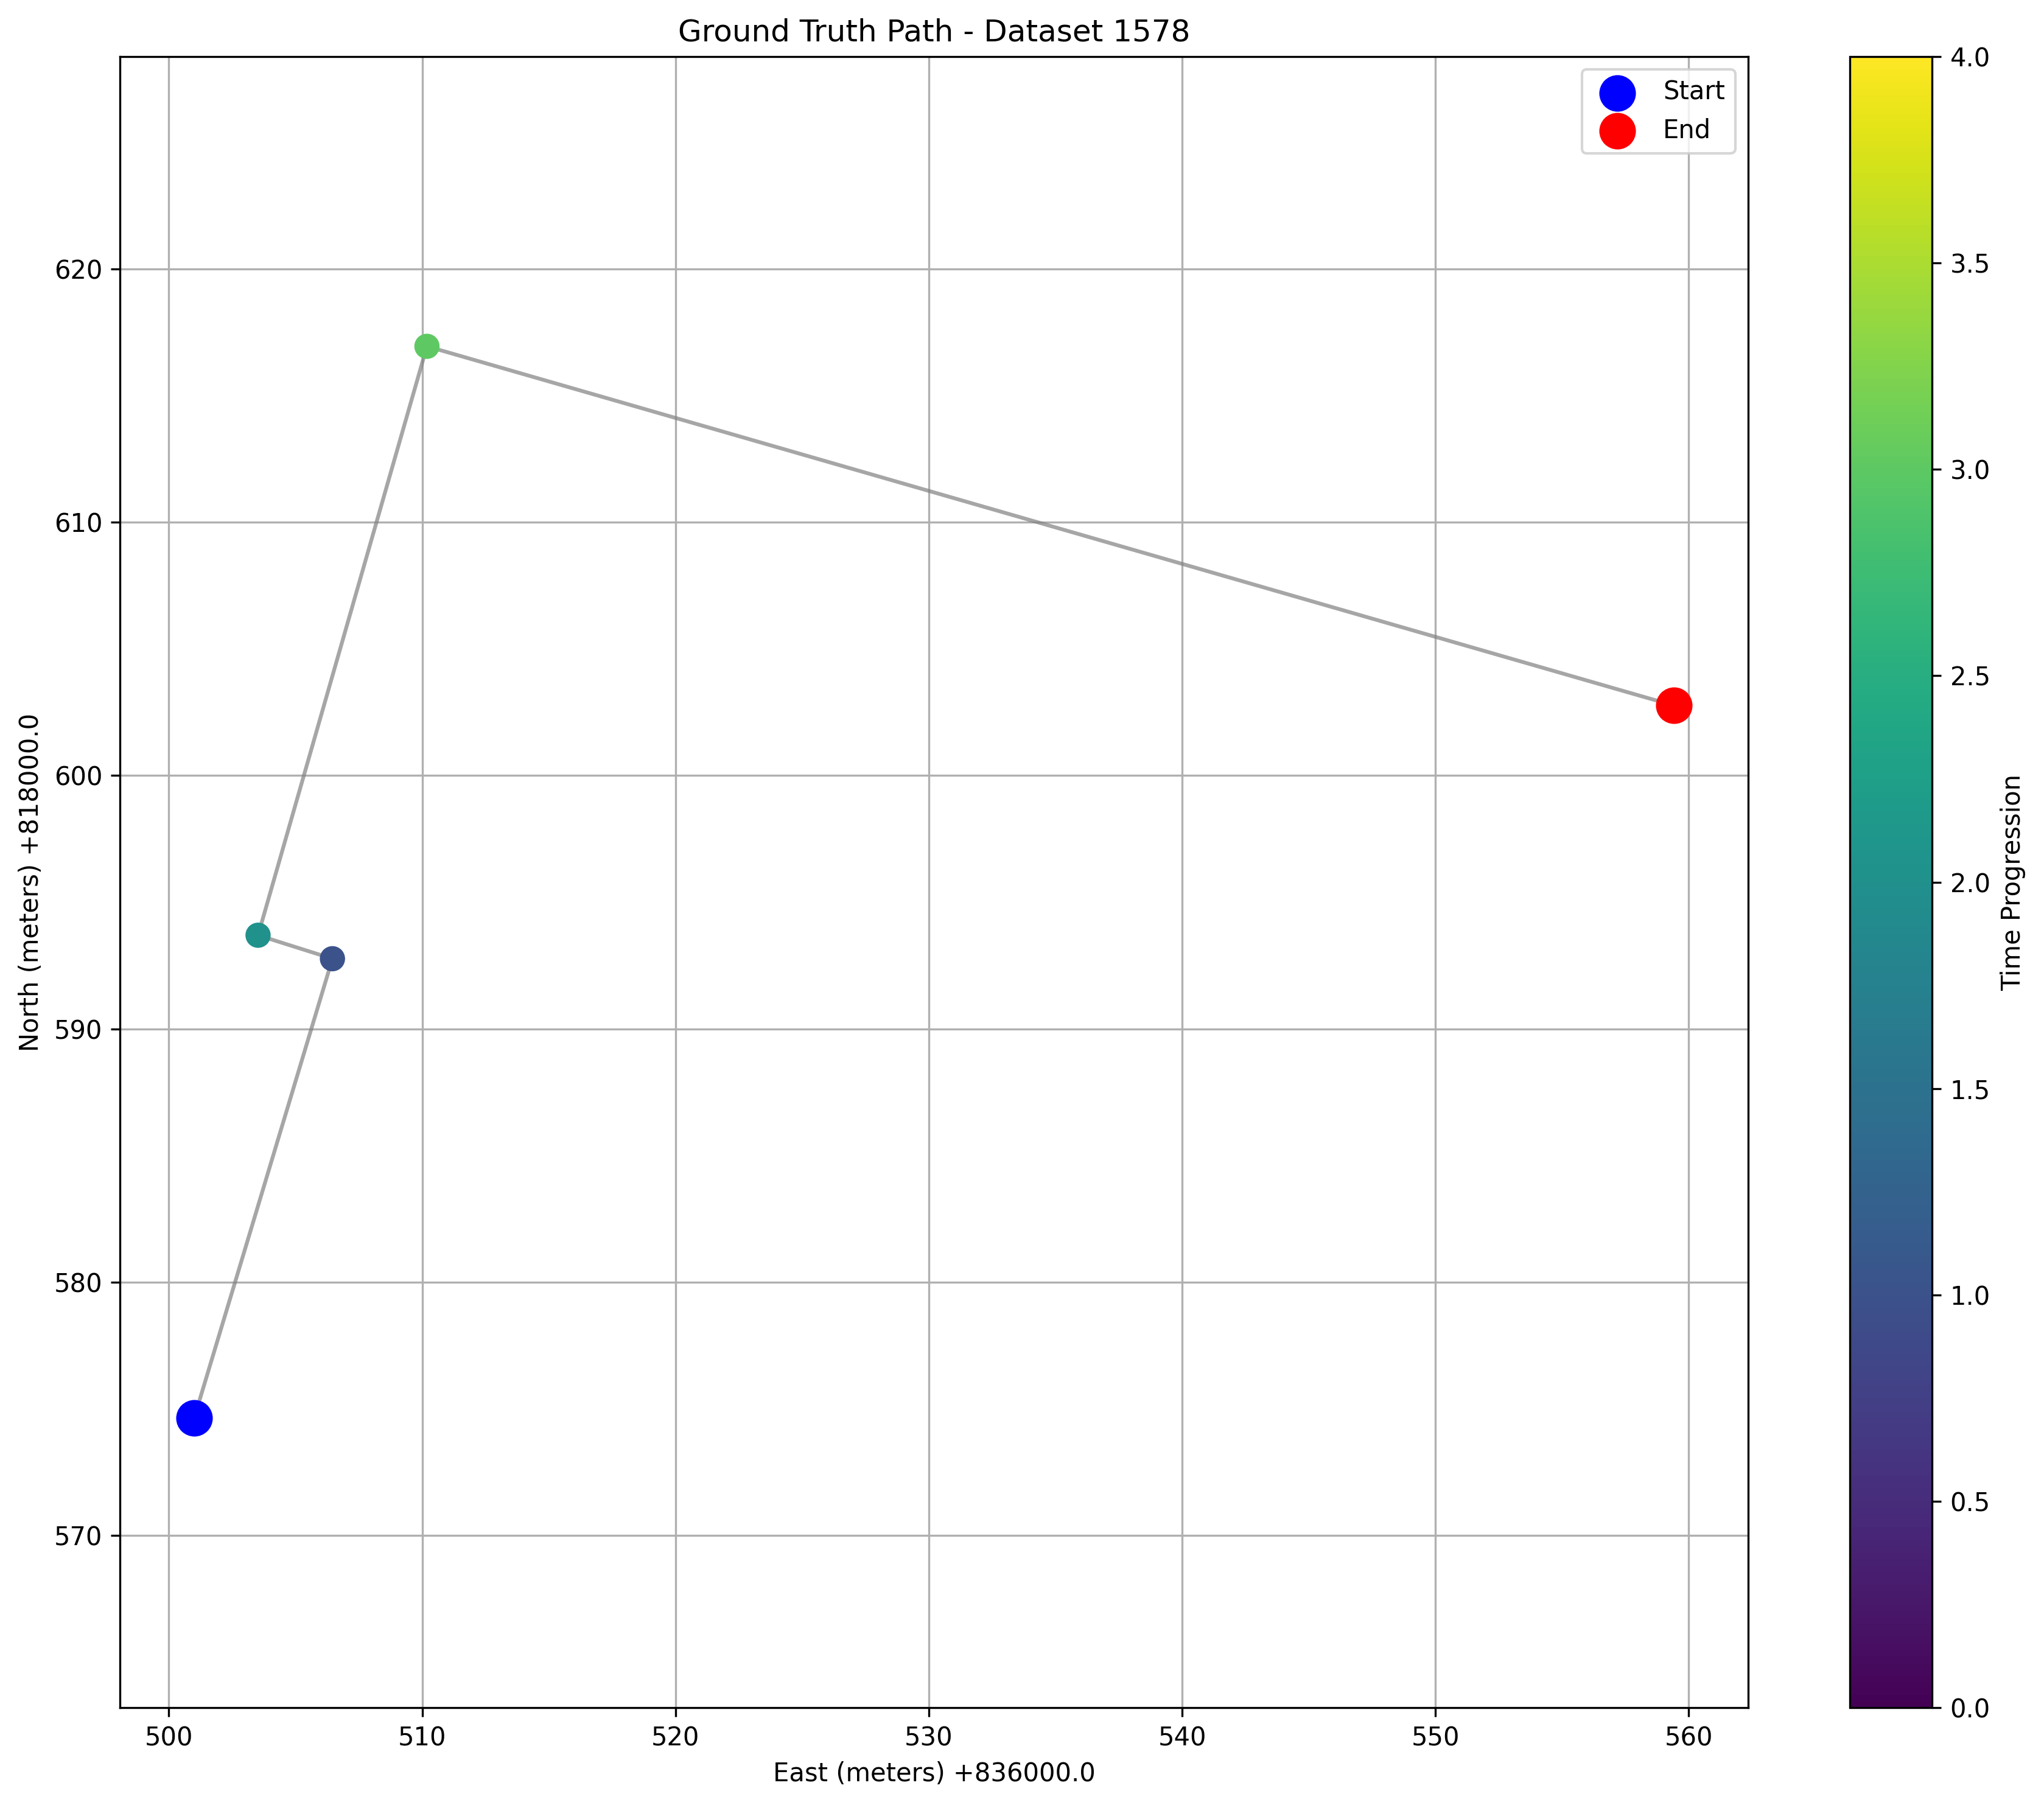 Ground Truth Path - Dataset 1578
Start
End
620
610
600
590
580
570
North (meters) +818000.0
500 510 520 530 540 550 560
East (meters) +836000.0
4.0
3.5
3.0
2.5
2.0
1.5
1.0
0.5
0.0
Time Progression